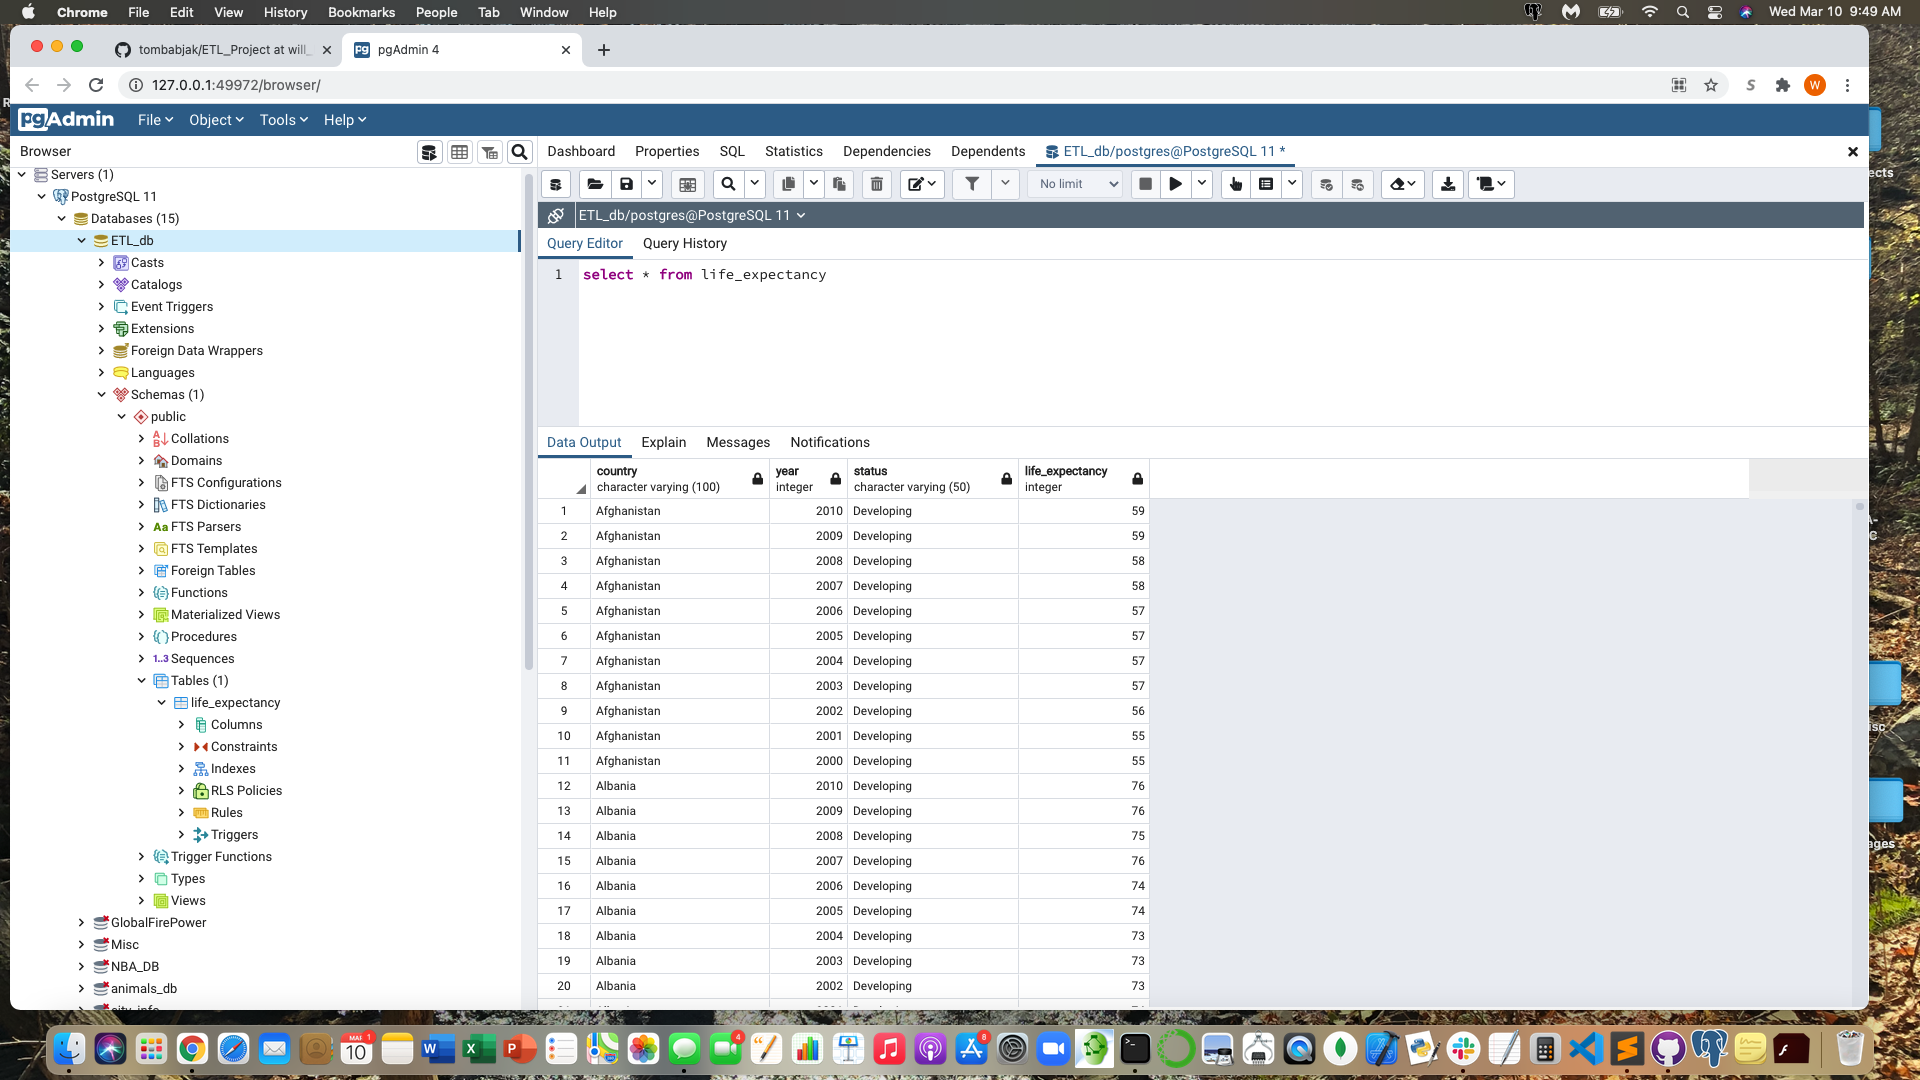 Chrome File Edit View History Bookmarks People Tab Window Help Wed Mar 10 9:49 AM
tombabjak/ETL_Project at will_ pgAdmin 4
127.0.0.1:49972/browser/ S W
pgAdmin File Object Tools Help
Browser Dashboard Properties SQL Statistics Dependencies Dependents ETL_db/postgres@PostgreSQL 11 *
Servers (1)
PostgreSQL 11
Databases (15)
ETL_db
Casts
Catalogs
Event Triggers
Extensions
Foreign Data Wrappers
Languages
Schemas (1)
public
Collations
Domains
FTS Configurations
FTS Dictionaries
Aa FTS Parsers
FTS Templates
Foreign Tables
Functions
Materialized Views
Procedures
1..3 Sequences
Tables (1)
life_expectancy
Columns
Constraints
Indexes
RLS Policies
Rules
Triggers
Trigger Functions
Types
Views
GlobalFirePower
Misc
NBA_DB
animals_db
No limit
ETL_db/postgres@PostgreSQL 11
Query Editor Query History
1 select * from life_expectancy
Data Output Explain Messages Notifications
country year status life_expectancy
character varying (100) integer character varying (50) integer
1 Afghanistan 2010 Developing 59
2 Afghanistan 2009 Developing 59
3 Afghanistan 2008 Developing 58
4 Afghanistan 2007 Developing 58
5 Afghanistan 2006 Developing 57
6 Afghanistan 2005 Developing 57
7 Afghanistan 2004 Developing 57
8 Afghanistan 2003 Developing 57
9 Afghanistan 2002 Developing 56
10 Afghanistan 2001 Developing 55
11 Afghanistan 2000 Developing 55
12 Albania 2010 Developing 76
13 Albania 2009 Developing 76
14 Albania 2008 Developing 75
15 Albania 2007 Developing 76
16 Albania 2006 Developing 74
17 Albania 2005 Developing 74
18 Albania 2004 Developing 73
19 Albania 2003 Developing 73
20 Albania 2002 Developing 73
MAR 10 1 4 8